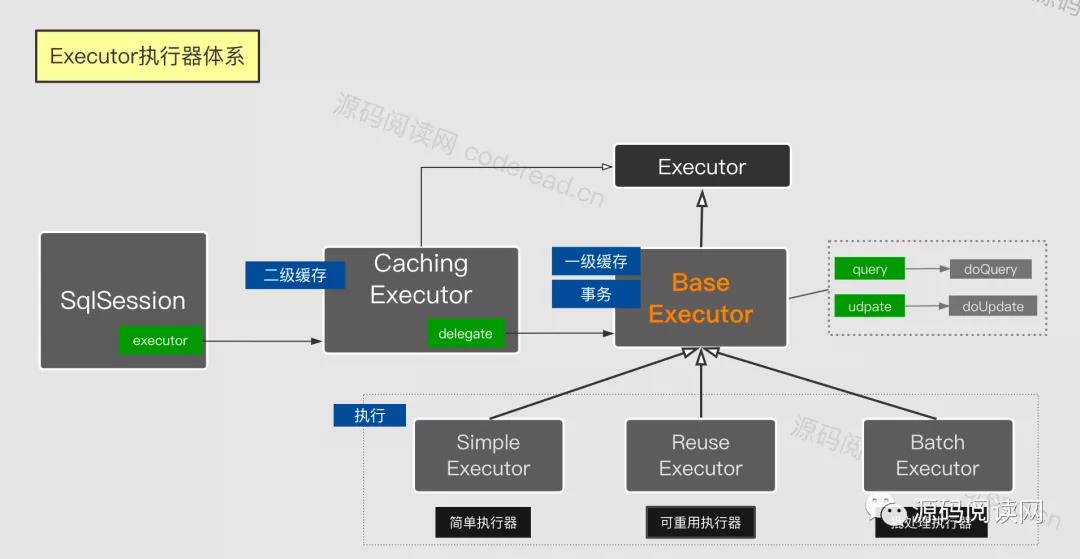 Executor执行器体系
源码阅读网 coderead.cn
Executor
SqlSession
executor
二级缓存
Caching
Executor
delegate
一级缓存
事务
Base
Executor
query
doQuery
udpate
doUpdate
执行
Simple
Executor
Reuse
Executor
Batch
Executor
简单执行器
可重用执行器
批处理执行器
源码阅读网